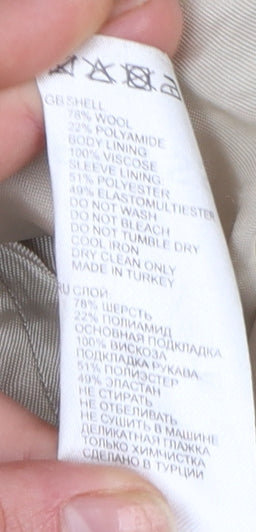 GB SHELL
78% WOOL
22% POLYAMIDE
BODY LINING
100% VISCOSE
SLEEVE LINING:
51% POLYESTER
49% ELASTOMULTIESTER
DO NOT WASH
DO NOT BLEACH
DO NOT TUMBLE DRY
COOL IRON
DRY CLEAN ONLY
MADE IN TURKEY
RU СЛОЙ
78% ШЕРСТЬ
22% ПОЛИАМИД
ОСНОВНАЯ ПОДКЛАДКА
100% ВИСКОЗА
ПОДКЛАДКА РУКАВА:
51% ПОЛИЭСТЕР
49% ЭЛАСТАН
НЕ СТИРАТЬ
НЕ ОТБЕЛИВАТЬ
НЕ СУШИТЬ В МАШИНЕ
ДЕЛИКАТНАЯ ГЛАЖКА
ТОЛЬКО ХИМЧИСТКА
СДЕЛАНО В ТУРЦИИ